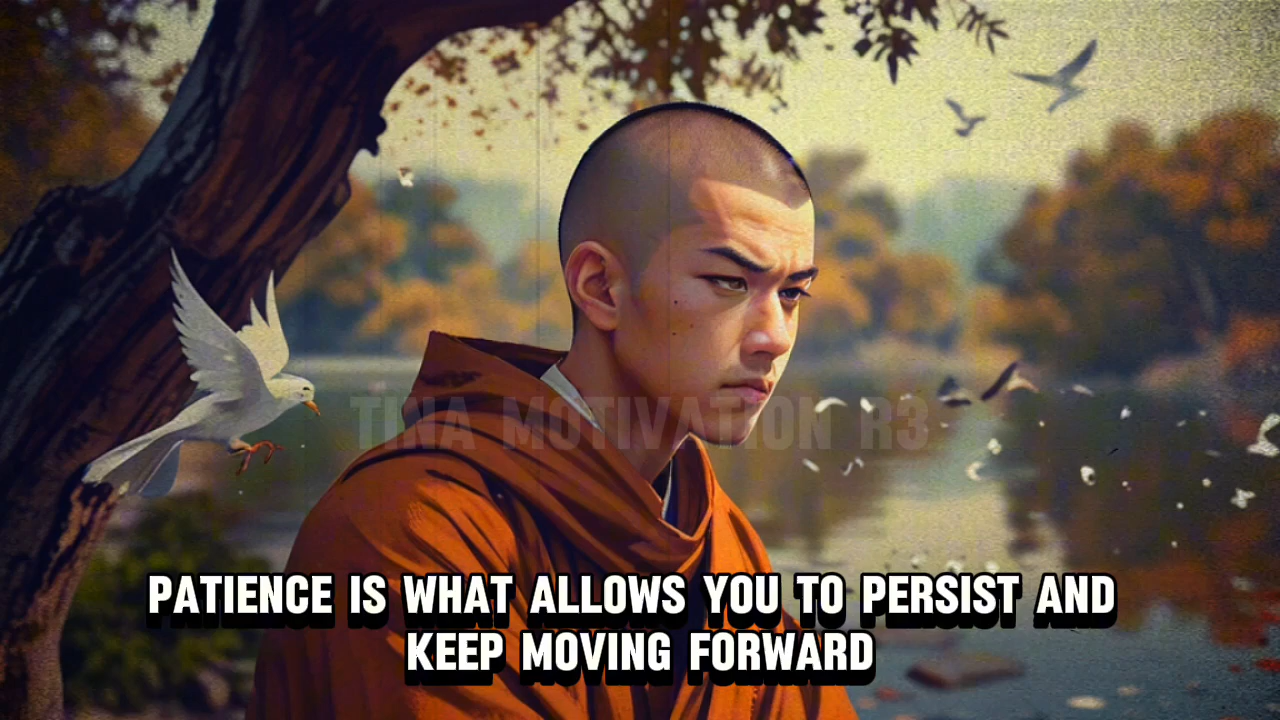 TINA MOTIVATION R3
PATIENCE IS WHAT ALLOWS YOU TO PERSIST AND
KEEP MOVING FORWARD